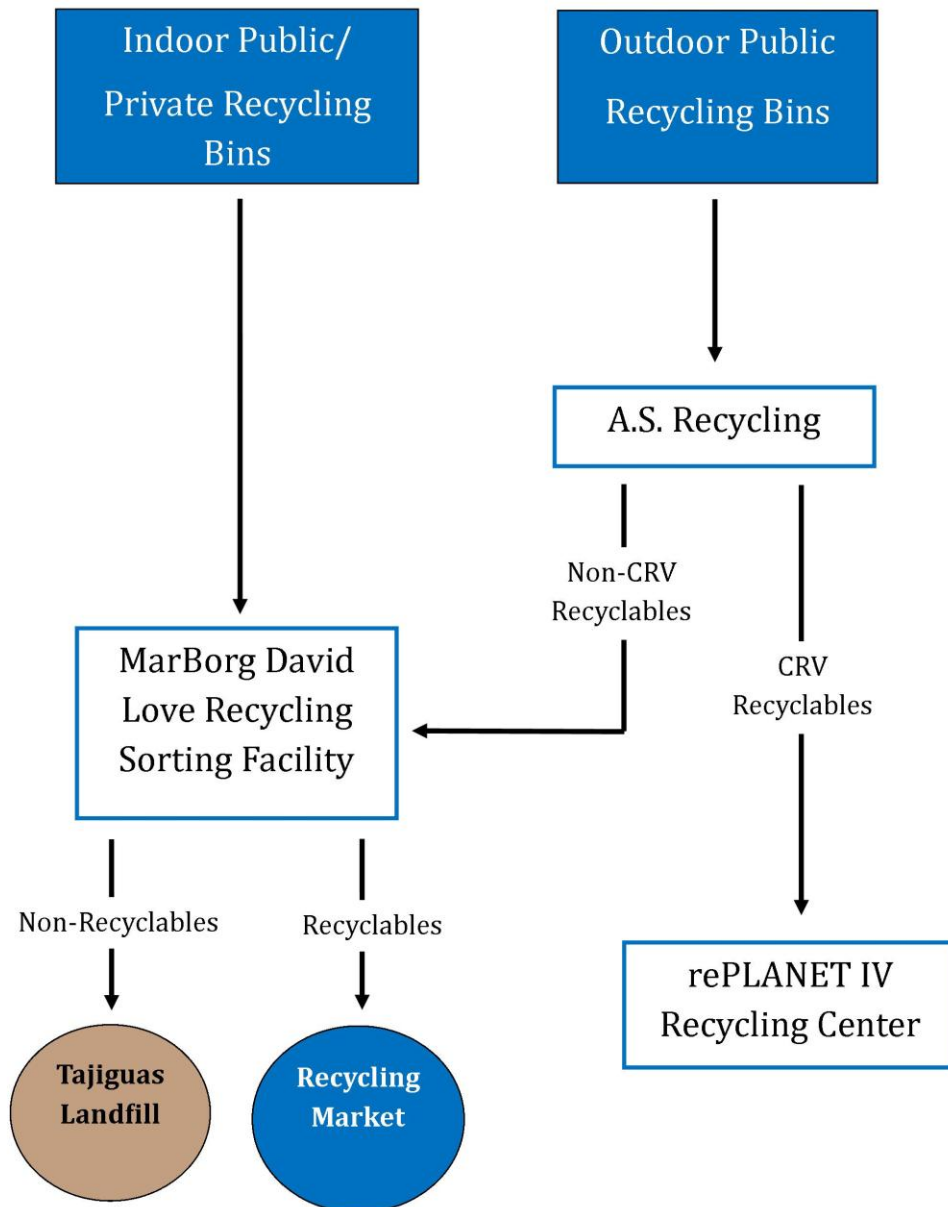 Indoor Public/
Private Recycling
Bins
Outdoor Public
Recycling Bins
A.S. Recycling
Non-CRV
Recyclables
CRV
Recyclables
MarBorg David
Love Recycling
Sorting Facility
Non-Recyclables
Recyclables
rePLANET IV
Recycling Center
Tajiguas
Landfill
Recycling
Market